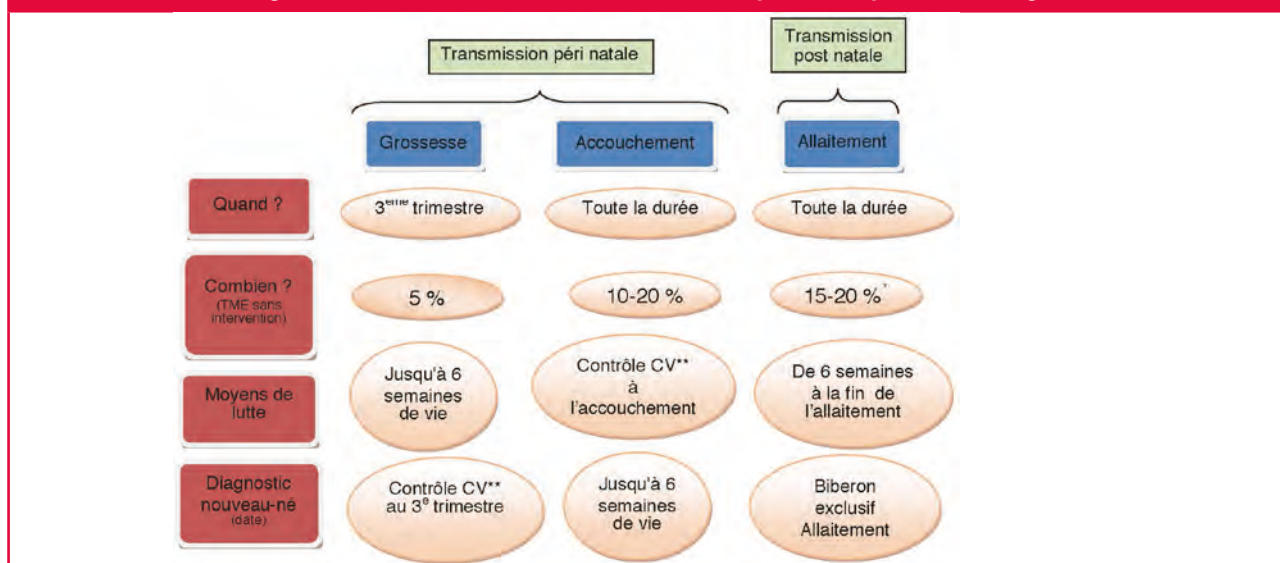 Transmission péri natale
Transmission
post natale
Grossesse
Accouchement
Allaitement
Quand ?
3ème trimestre
Toute la durée
Toute la durée
Combien ?
(TME sans
intervention)
5 %
10-20 %
15-20 %*
Moyens de
lutte
Jusqu'à 6
semaines
de vie
Contrôle CV**
à
l'accouchement
De 6 semaines
à la fin de
l'allaitement
Diagnostic
nouveau-né
(date)
Contrôle CV**
au 3e trimestre
Jusqu'à 6
semaines
de vie
Biberon
exclusif
Allaitement